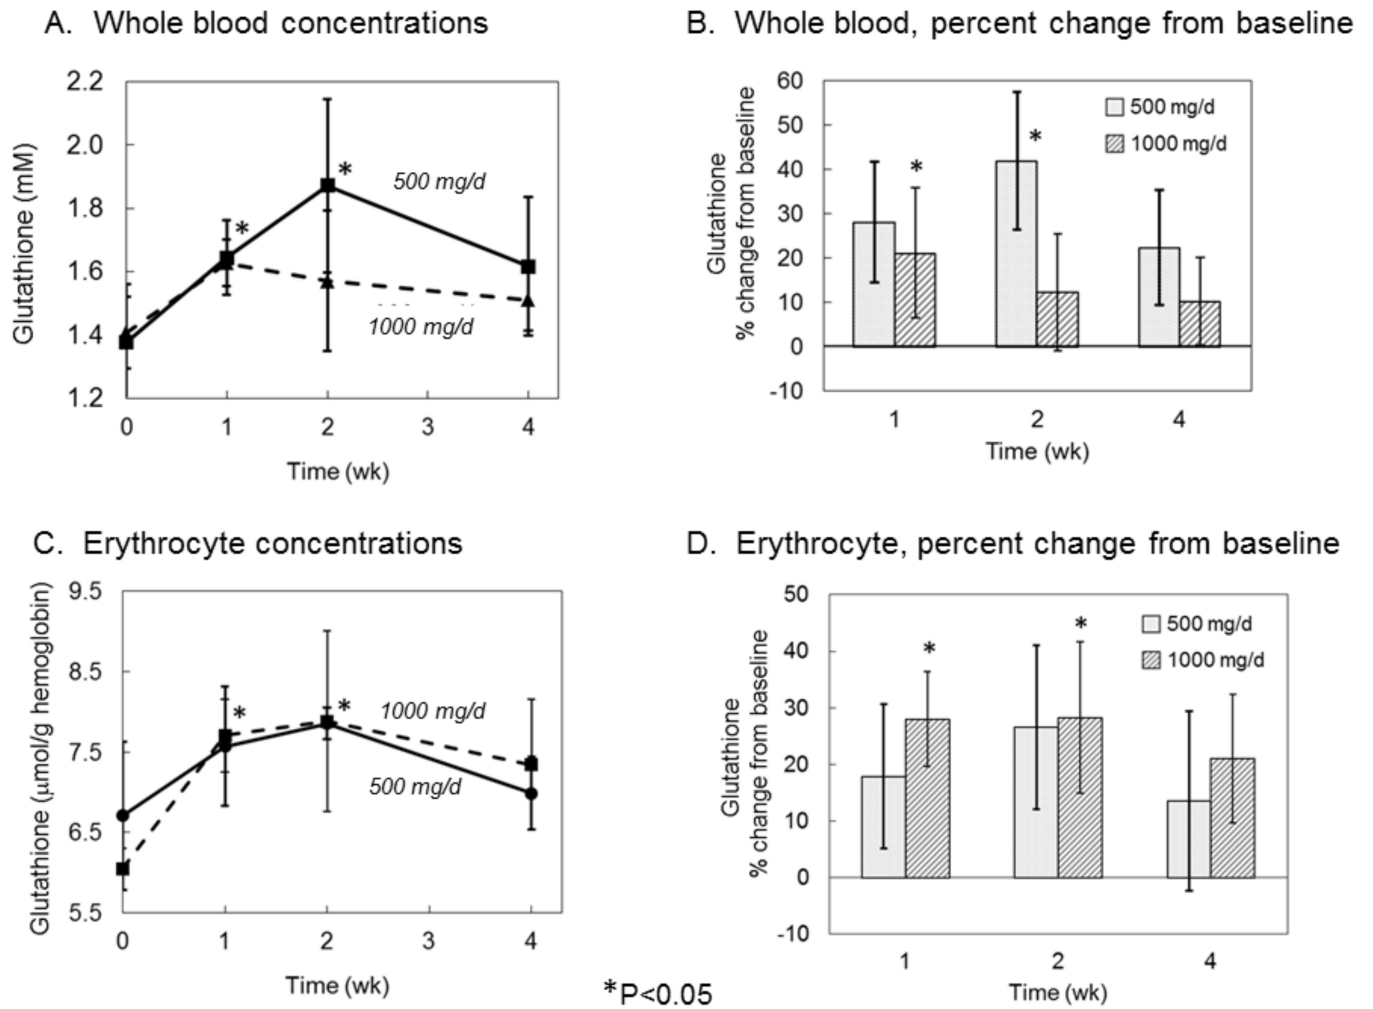 A. Whole blood concentrations
Glutathione (mM)
2.2
2.0
1.8
1.6
1.4
1.2
*
*
500 mg/d
1000 mg/d
0 1 2 3 4
Time (wk)
B. Whole blood, percent change from baseline
Glutathione
% change from baseline
60
50
40
30
20
10
0
-10
500 mg/d
1000 mg/d
*
*
1 2 4
Time (wk)
C. Erythrocyte concentrations
Glutathione (μmol/g hemoglobin)
9.5
8.5
7.5
6.5
5.5
*
*
1000 mg/d
500 mg/d
0 1 2 3 4
Time (wk)
D. Erythrocyte, percent change from baseline
Glutathione
% change from baseline
50
40
30
20
10
0
-10
500 mg/d
1000 mg/d
*
*
1 2 4
Time (wk)
*P<0.05